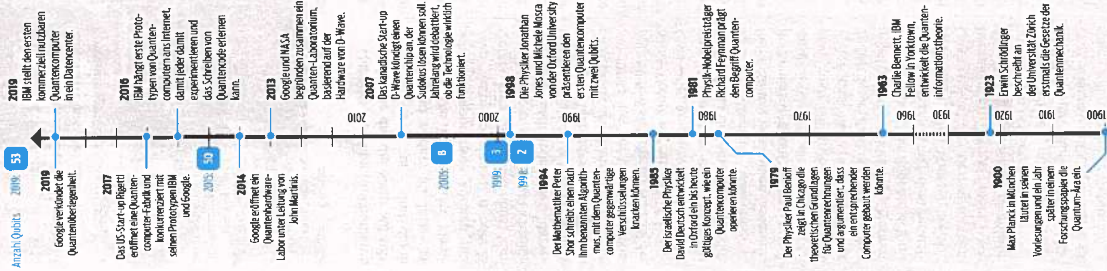 Anzahl Qubits
2019: 53
2019
IBM stellt den ersten
kommerziell nutzbaren
Quantencomputer
in ein Datencenter.
2019
Google verkündet die
Quantenüberlegenheit.
2017
Das US-Start-up Rigetti
eröffnet eine Quanten-
computer-Fabrik und
konkurrenziert mit
seinen Prototypen IBM
und Google.
2016
IBM hängt erste Proto-
typen von Quanten-
computern ans Internet,
damit jeder damit
experimentieren und
das Schreiben von
Quantencode erlernen
kann.
50
2014
Google eröffnet ein
Quantenhardware-
Labor unter Leitung von
John Martinis.
2013
Google und NASA
beginnen zusammen ein
Quanten-Laboratorium,
basierend auf der
Hardware von D-Wave.
2010
2007
Das kanadische Start-up
D-Wave kündigt einen
Quantenchip an, der
Sudokus lösen können soll.
Jahrelang wird debattiert,
ob die Technologie wirklich
funktioniert.
8
2000
1999: 3
1998: 2
1998
Die Physiker Jonathan
Jones und Michele Mosca
von der Oxford University
präsentieren den
ersten Quantencomputer
mit zwei Qubits.
1994
Der Mathematiker Peter
Shor schreibt einen nach
ihm benannten Algorith-
mus, mit dem Quanten-
computer gegenwärtige
Verschlüsselungen
knacken können.
1990
1985
Der israelische Physiker
David Deutsch entwickelt
in Oxford ein bis heute
gültiges Konzept, wie ein
Quantencomputer
operieren könnte.
1981
Physik-Nobelpreisträger
Richard Feynman prägt
den Begriff Quanten-
computer.
1980
1979
Der Physiker Paul Benioff
zeigt in Chicago die
theoretischen Grundlagen
für Quantenrechnungen
und argumentiert, dass
ein entsprechender
Computer gebaut werden
könnte.
1970
1963
Charlie Bennett, IBM
Fellow in Yorktown,
entwickelt die Quanten-
informationstheorie.
1960
1930
1923
Erwin Schrödinger
beschreibt an
der Universität Zürich
erstmals die Gesetze der
Quantenmechanik.
1920
1910
1900
Max Planck in München
läutet in seinen
Vorlesungen und ein Jahr
später in seinem
Forschungspapier die
Quantum-Ära ein.
1900